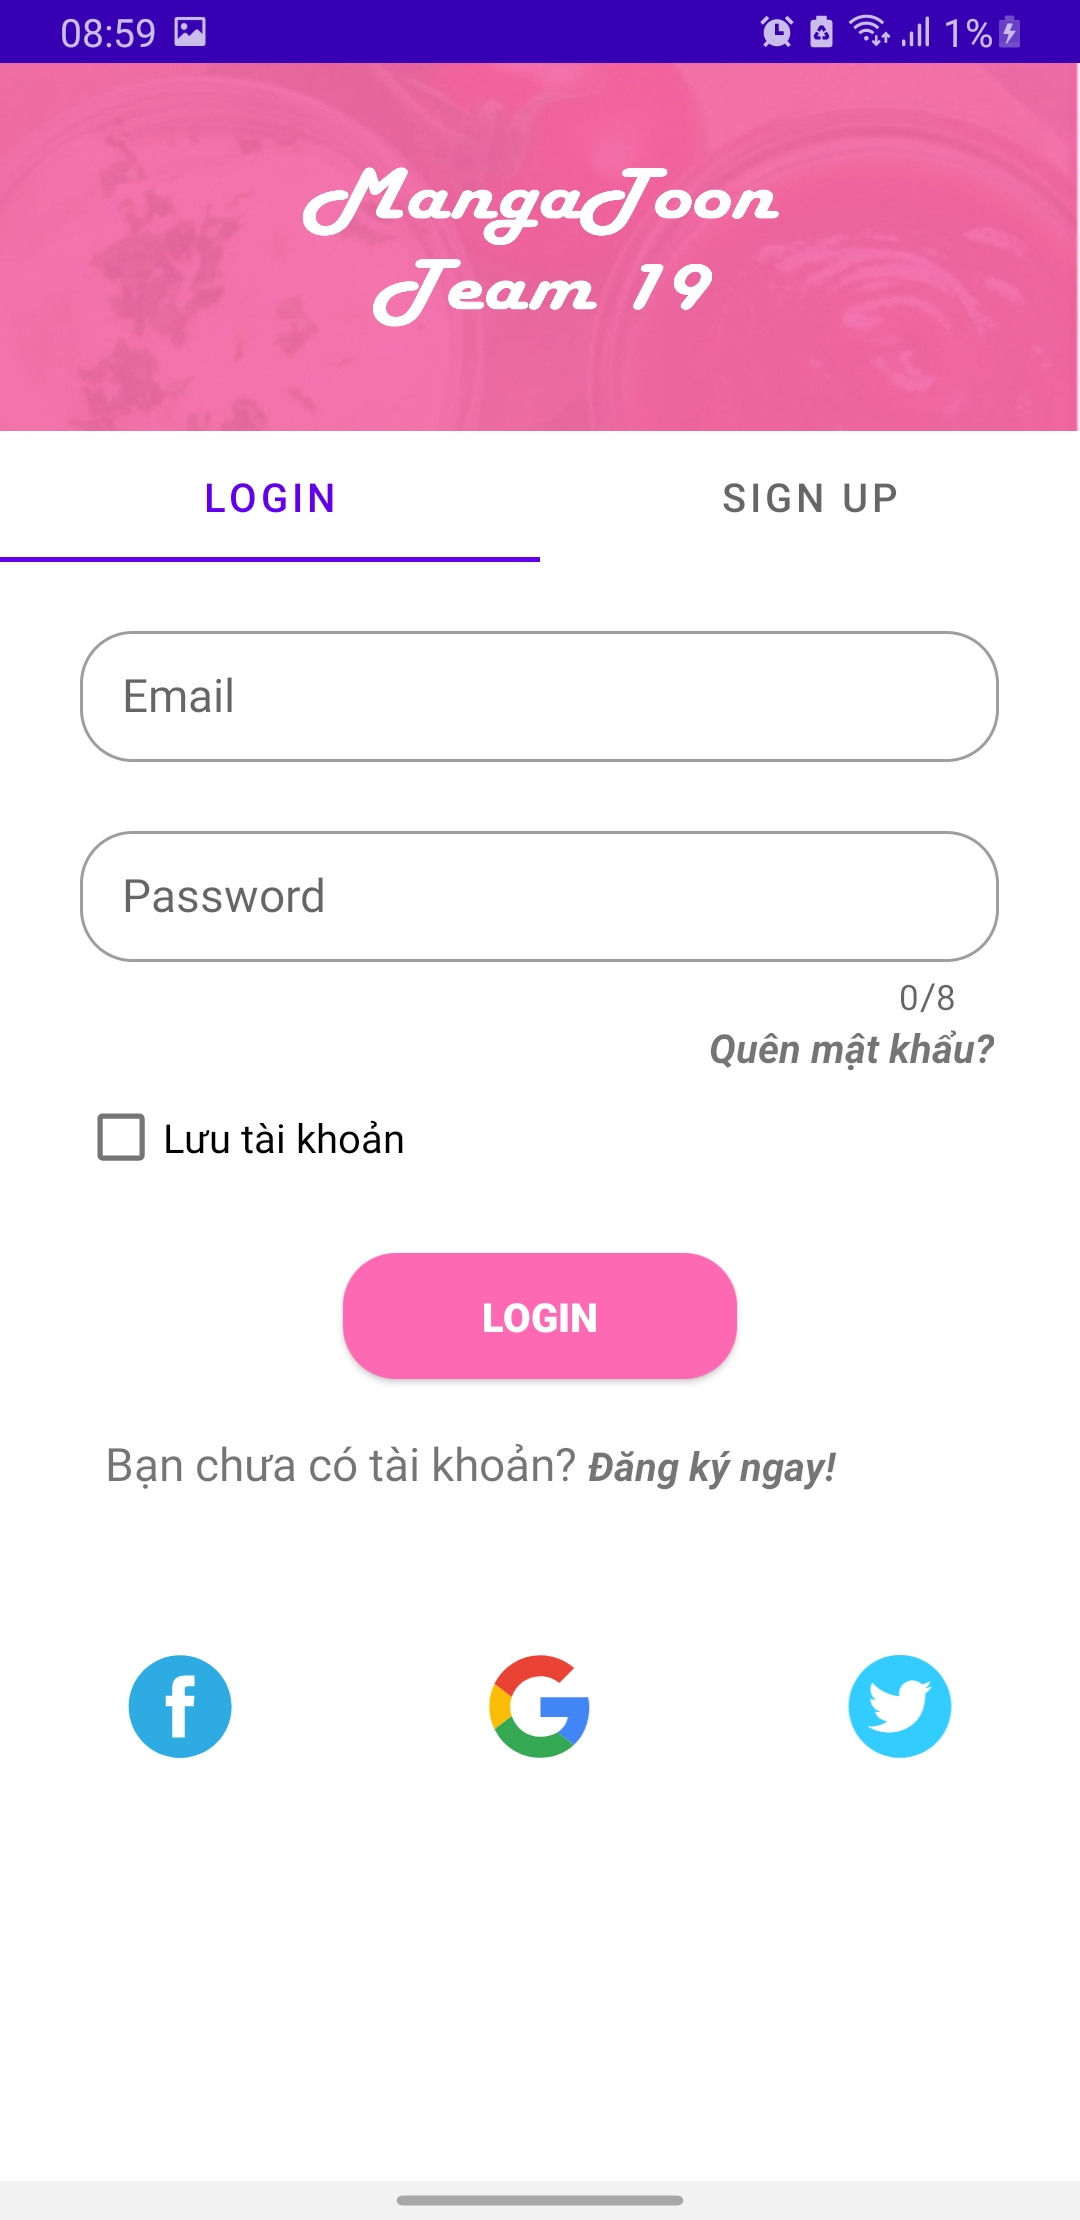 08:59 1%
MangaToon
Team 19
LOGIN SIGN UP
Email
Password
0/8
Quên mật khẩu?
Lưu tài khoản
LOGIN
Bạn chưa có tài khoản? Đăng ký ngay!